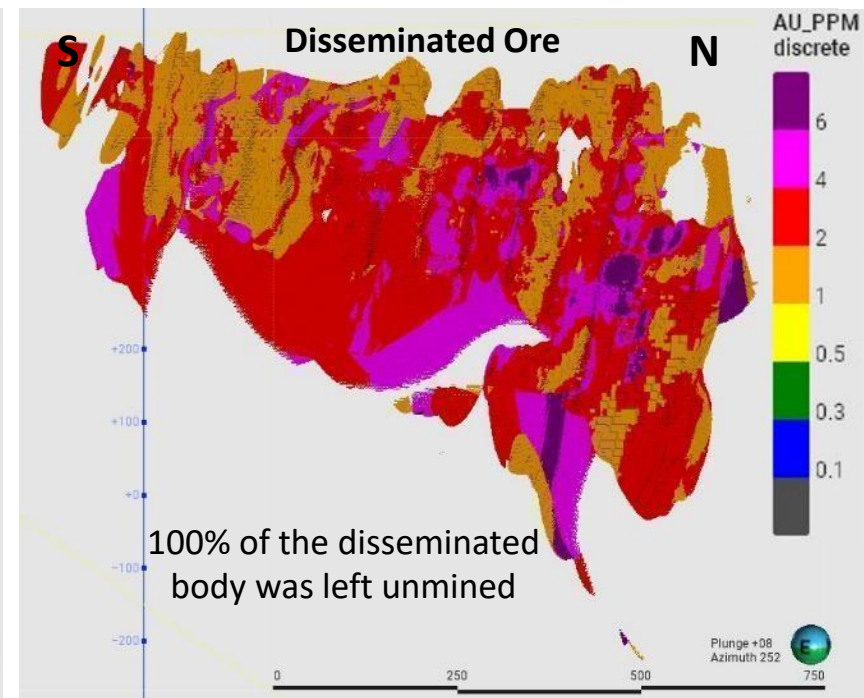 S
Disseminated Ore
N
AU_PPM
discrete
6
4
2
1
0.5
0.3
0.1
+200
+100
+0
-100
-200
100% of the disseminated
body was left unmined
Plunge +08
Azimuth 252
E
0
250
500
750